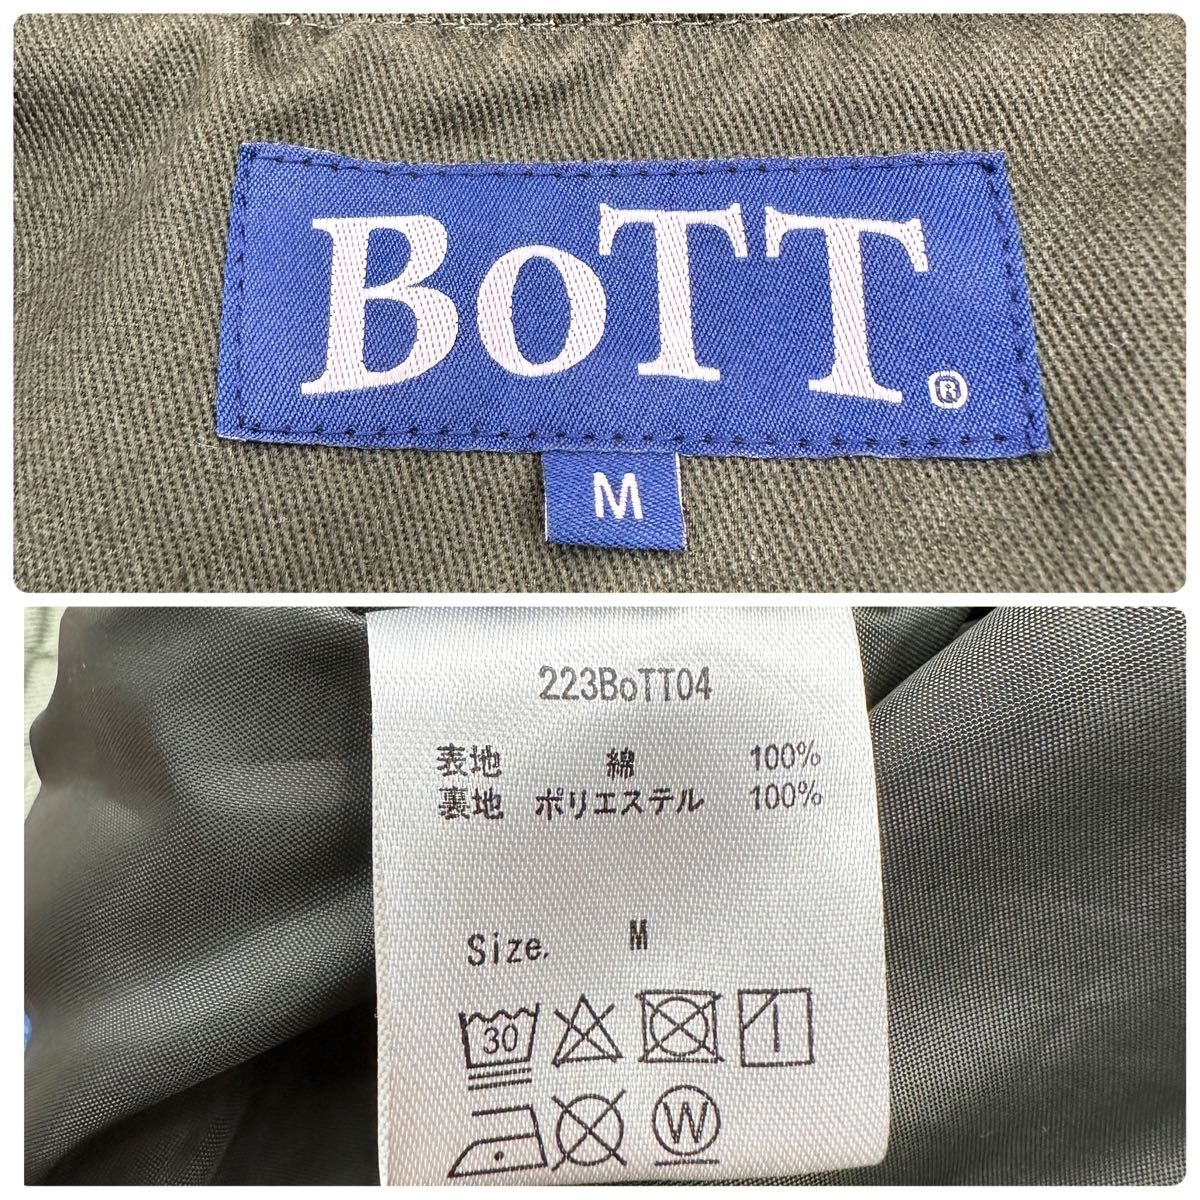 BoTT®
M
223BoTT04
表地 綿 100%
裏地 ポリエステル 100%
Size. M
30
W